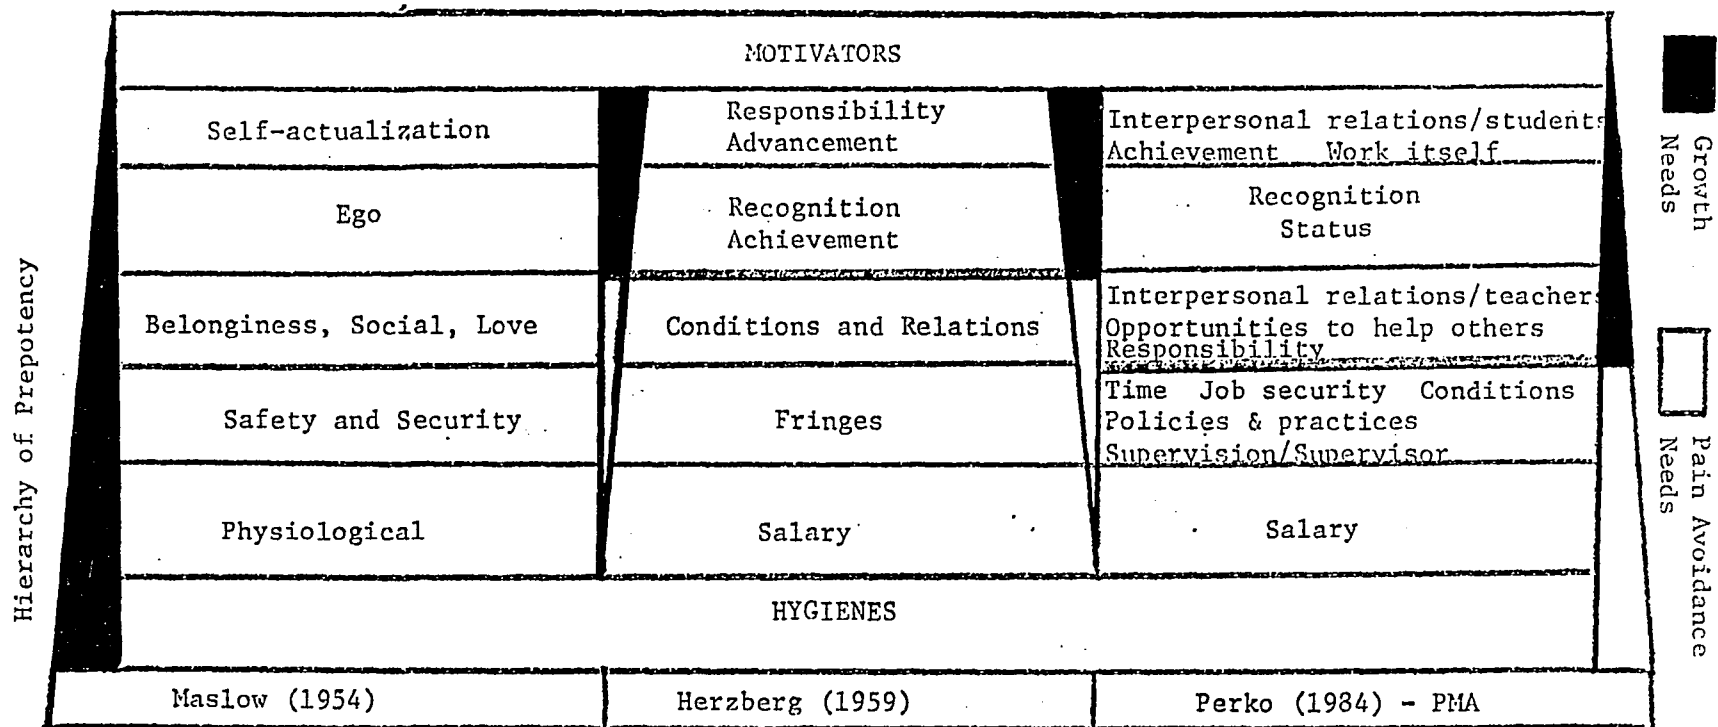 MOTIVATORS
Self-actualization
Responsibility
Advancement
Interpersonal relations/students
Achievement Work itself
Ego
Recognition
Achievement
Recognition
Status
Belonginess, Social, Love
Conditions and Relations
Interpersonal relations/teachers
Opportunities to help others
Responsibility
Safety and Security
Fringes
Time Job security Conditions
Policies & practices
Supervision/Supervisor
Physiological
Salary
Salary
HYGIENES
Maslow (1954)
Herzberg (1959)
Perko (1984) - PMA
Hierarchy of Prepotency
Growth
Needs
Pain Avoidance
Needs